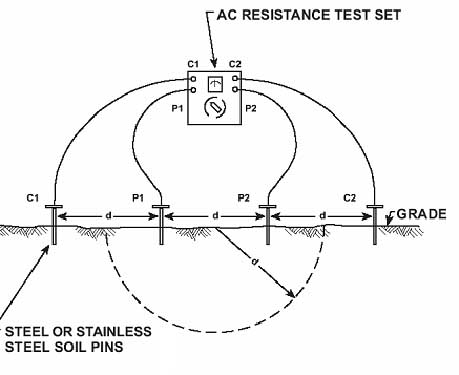 AC RESISTANCE TEST SET
C1 C2
P1 P2
C1 P1 P2 C2
d d d
GRADE
d
STEEL OR STAINLESS
STEEL SOIL PINS